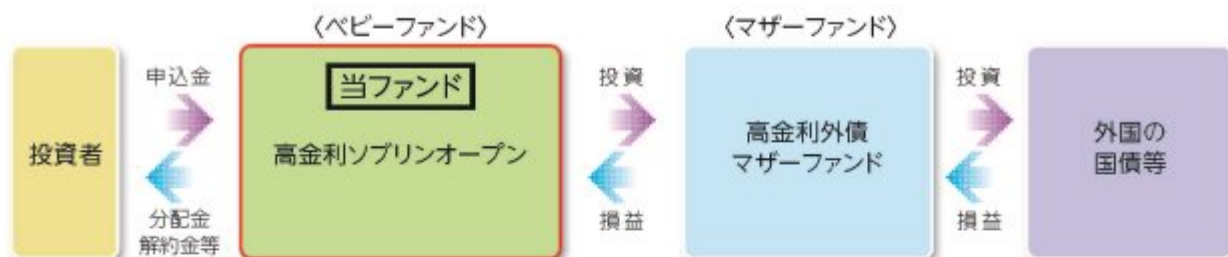 〈ベビーファンド〉
〈マザーファンド〉
投資者
申込金
分配金
解約金等
当ファンド
高金利ソブリンオープン
投資
損益
高金利外債
マザーファンド
投資
損益
外国の
国債等